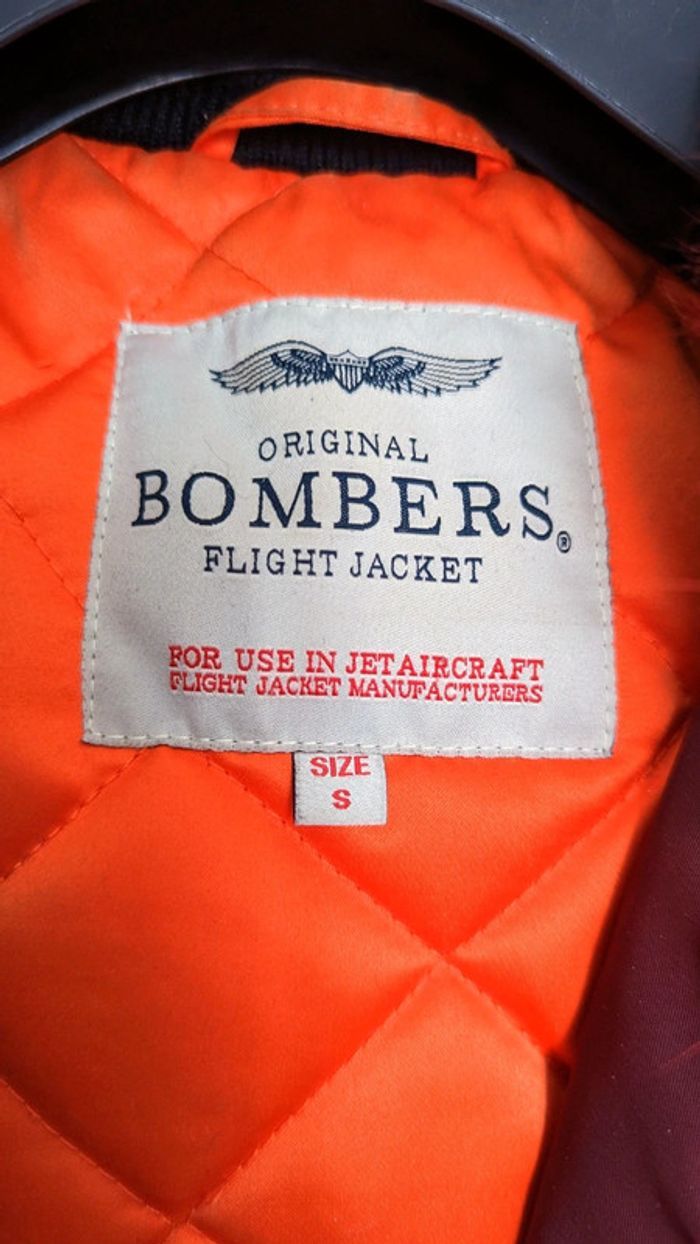 ORIGINAL
BOMBERS®
FLIGHT JACKET
FOR USE IN JETAIRCRAFT
FLIGHT JACKET MANUFACTURERS
SIZE
S